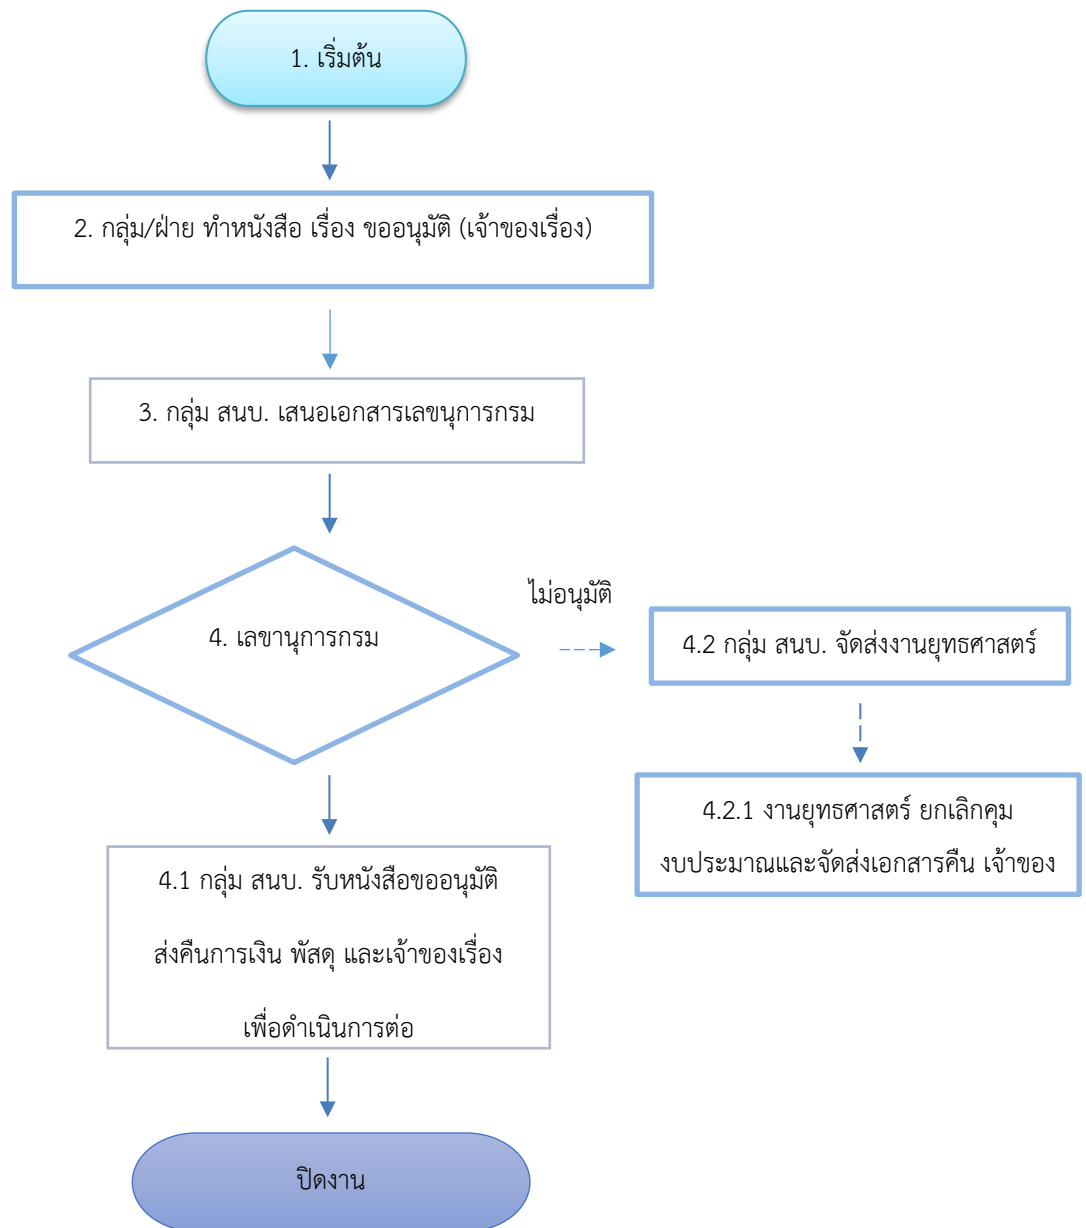 1. เริ่มต้น
2. กลุ่ม/ฝ่าย ทำหนังสือ เรื่อง ขออนุมัติ (เจ้าของเรื่อง)
3. กลุ่ม สนบ. เสนอเอกสารเลขนุการกรม
4. เลขานุการกรม
ไม่อนุมัติ
4.2 กลุ่ม สนบ. จัดส่งงานยุทธศาสตร์
4.2.1 งานยุทธศาสตร์ ยกเลิกคุม
งบประมาณและจัดส่งเอกสารคืน เจ้าของ
4.1 กลุ่ม สนบ. รับหนังสือขออนุมัติ
ส่งคืนการเงิน พัสดุ และเจ้าของเรื่อง
เพื่อดำเนินการต่อ
ปิดงาน